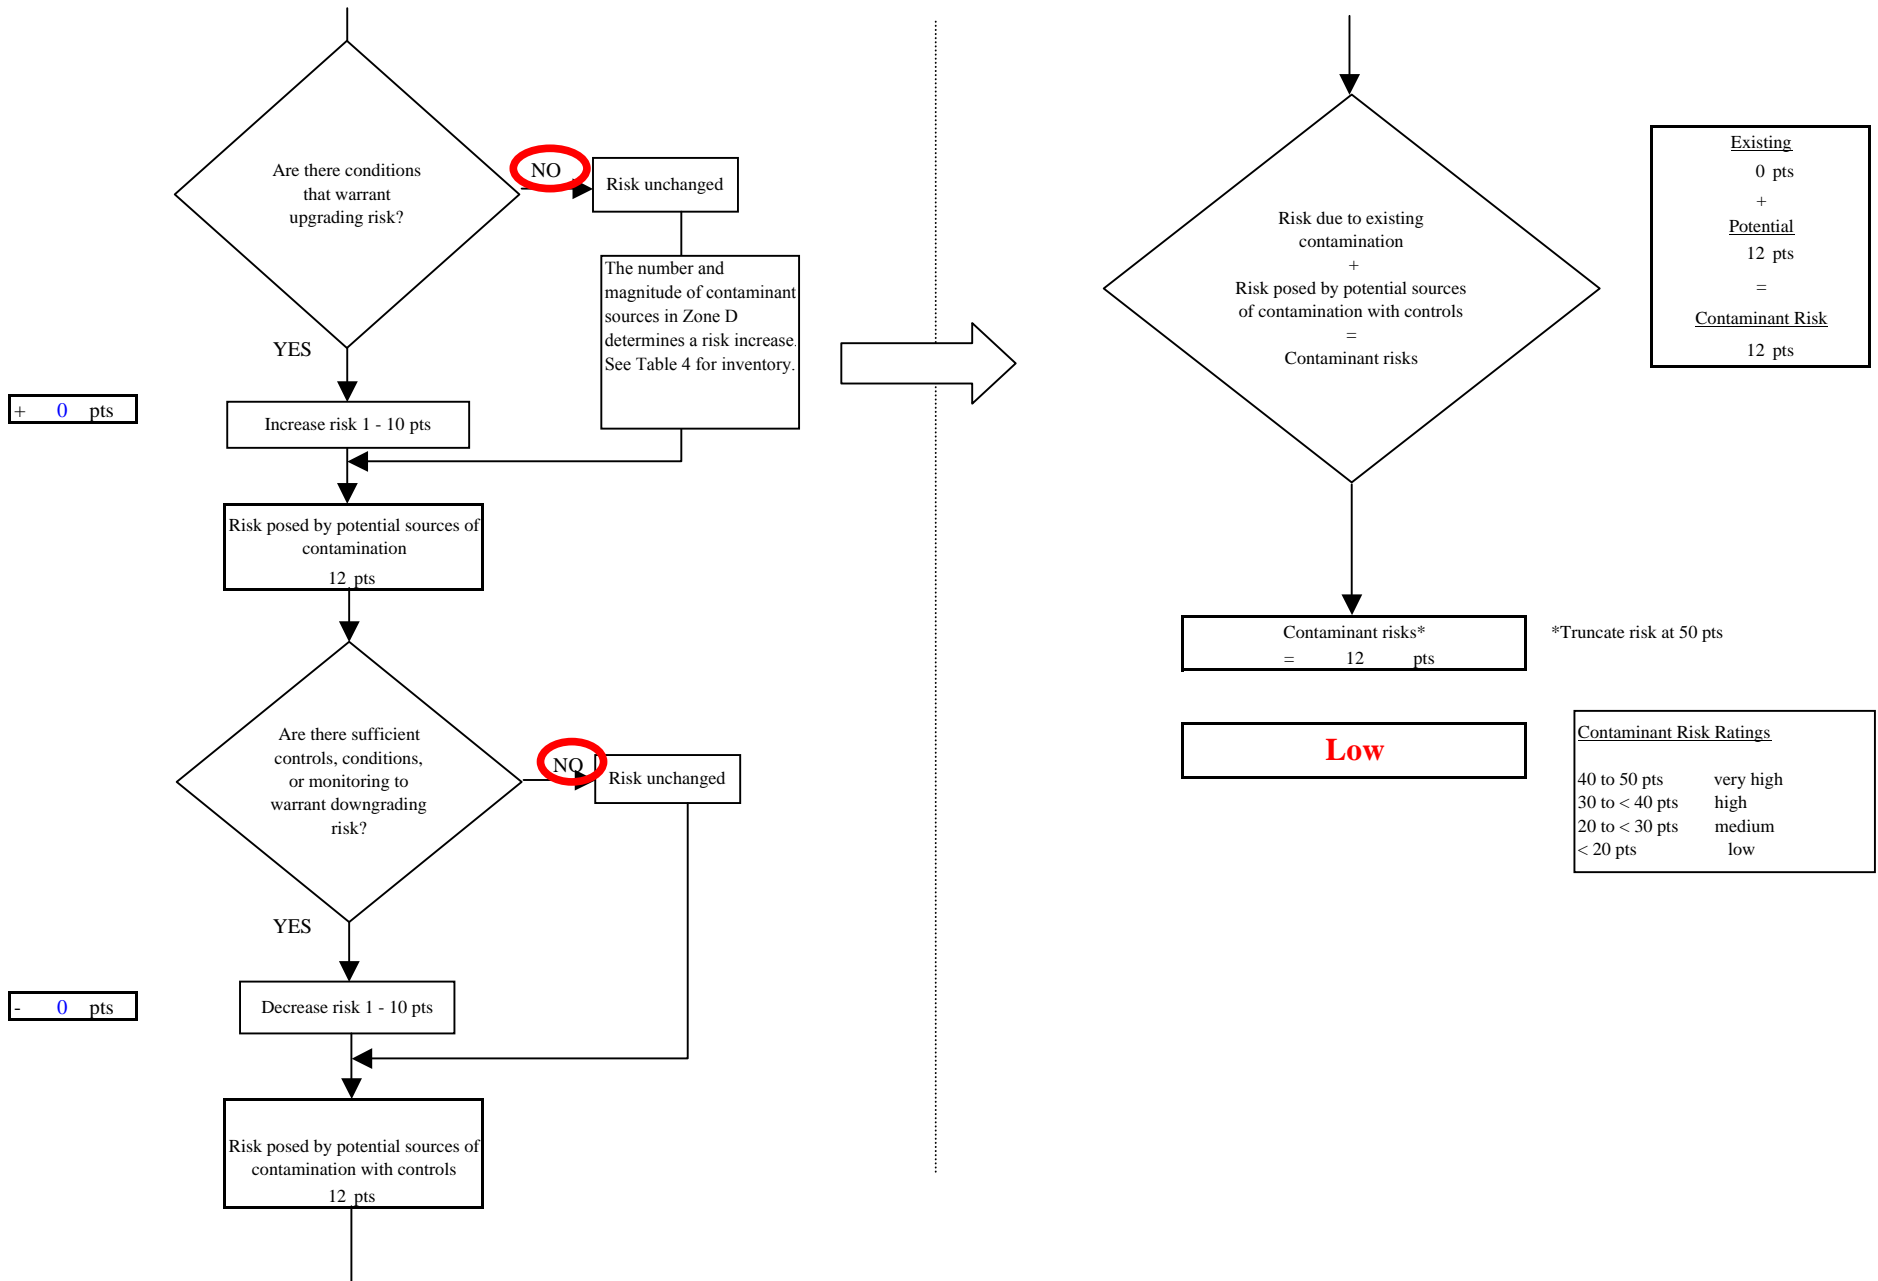 Are there conditions
that warrant
upgrading risk?
NO
Risk unchanged
The number and
magnitude of contaminant
sources in Zone D
determines a risk increase.
See Table 4 for inventory.
YES
+ 0 pts
Increase risk 1 - 10 pts
Risk posed by potential sources of
contamination
12 pts
Are there sufficient
controls, conditions,
or monitoring to
warrant downgrading
risk?
NO
Risk unchanged
YES
- 0 pts
Decrease risk 1 - 10 pts
Risk posed by potential sources of
contamination with controls
12 pts
Risk due to existing
contamination
+
Risk posed by potential sources
of contamination with controls
=
Contaminant risks
Existing
0 pts
+
Potential
12 pts
=
Contaminant Risk
12 pts
Contaminant risks*
= 12 pts
*Truncate risk at 50 pts
Low
Contaminant Risk Ratings
40 to 50 pts very high
30 to < 40 pts high
20 to < 30 pts medium
< 20 pts low